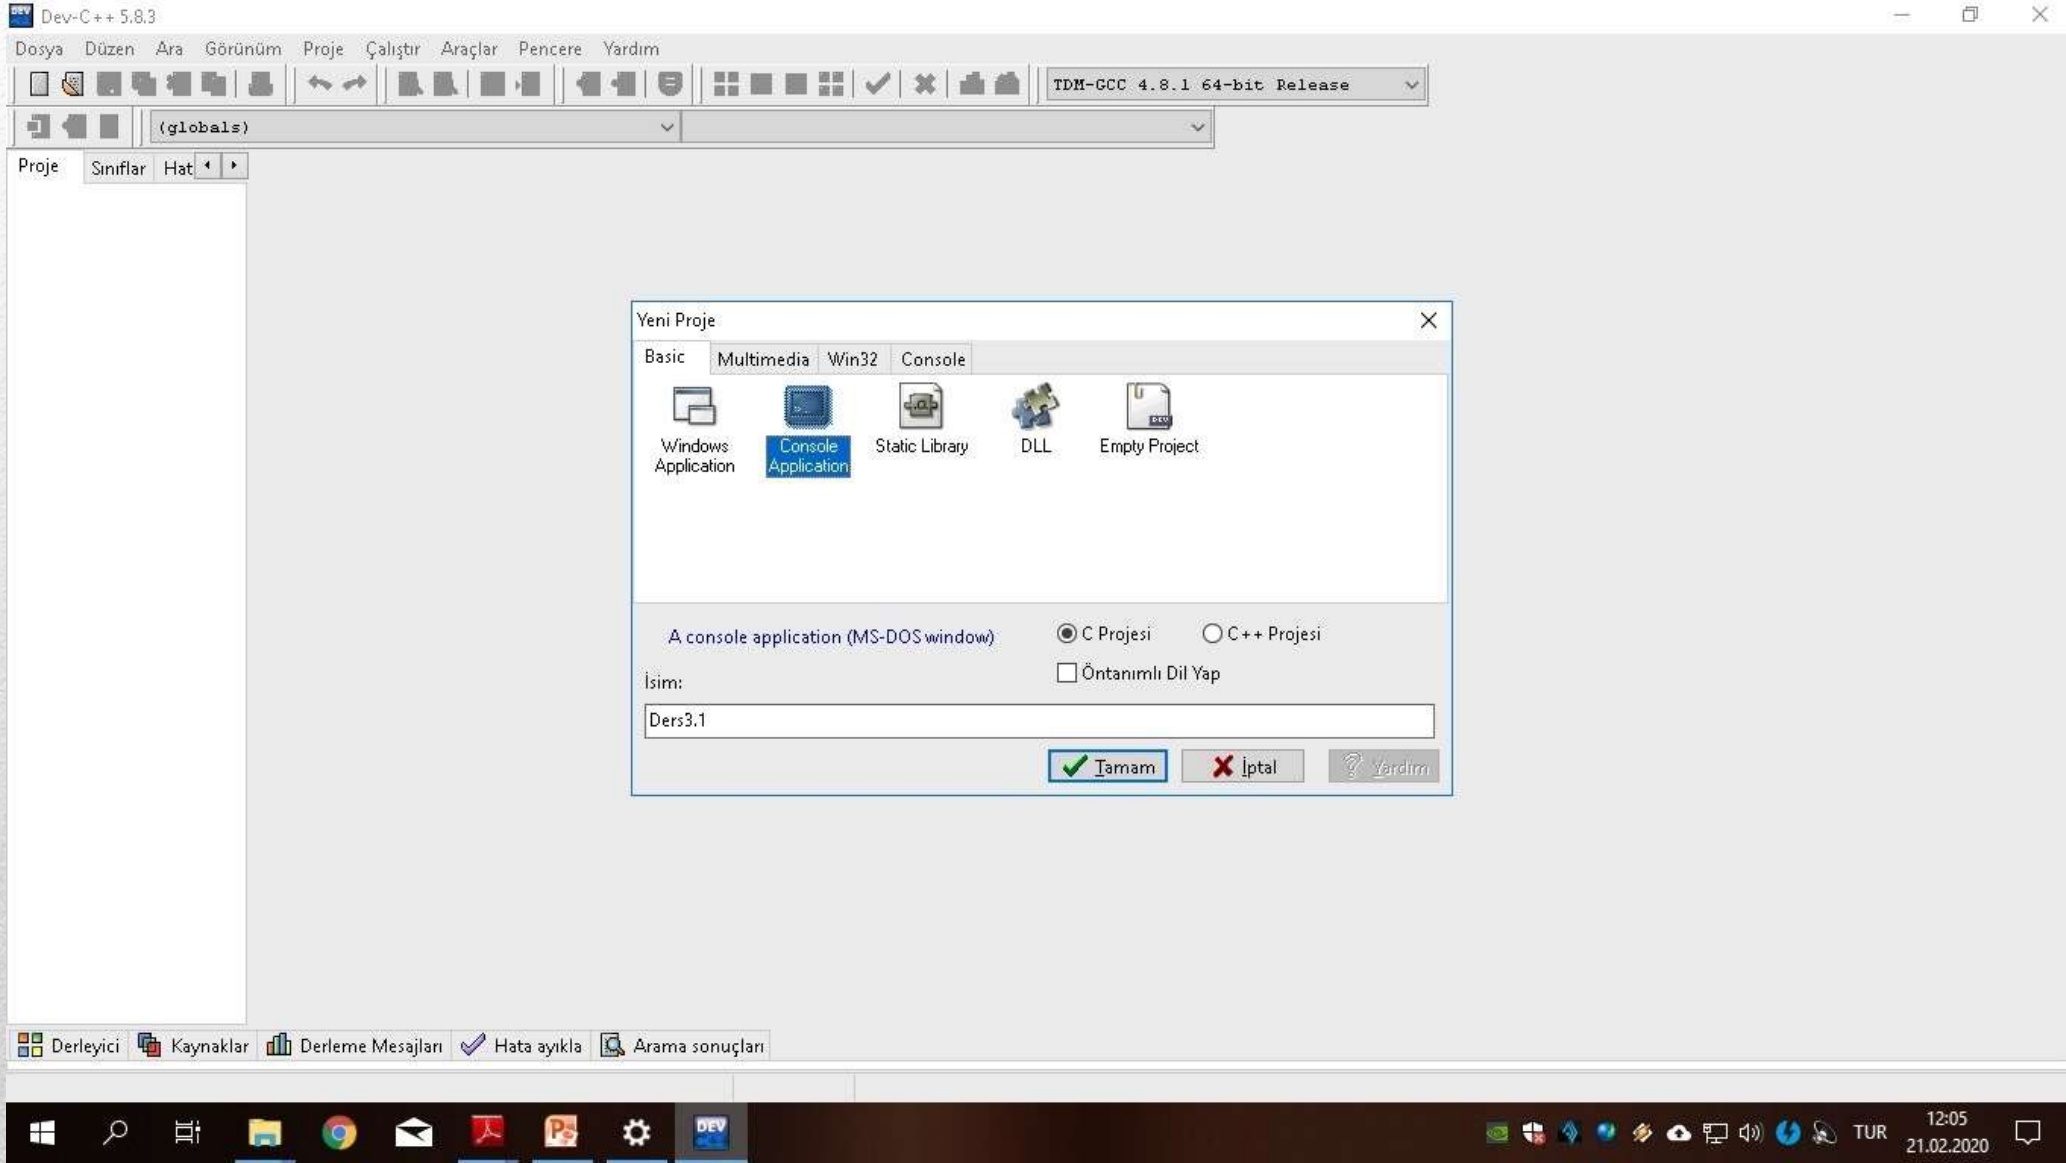 Dev-C++ 5.8.3
Dosya Düzen Ara Görünüm Proje Çalıştır Araçlar Pencere Yardım
TDM-GCC 4.8.1 64-bit Release
(globals)
Proje Sınıflar Hat
Yeni Proje
Basic Multimedia Win32 Console
Windows Application
Console Application
Static Library
DLL
Empty Project
A console application (MS-DOS window)
C Projesi C++ Projesi
Öntanımlı Dil Yap
İsim:
Ders3.1
Tamam İptal Yardım
Derleyici Kaynaklar Derleme Mesajları Hata ayıkla Arama sonuçları
DEV
TUR
12:05
21.02.2020